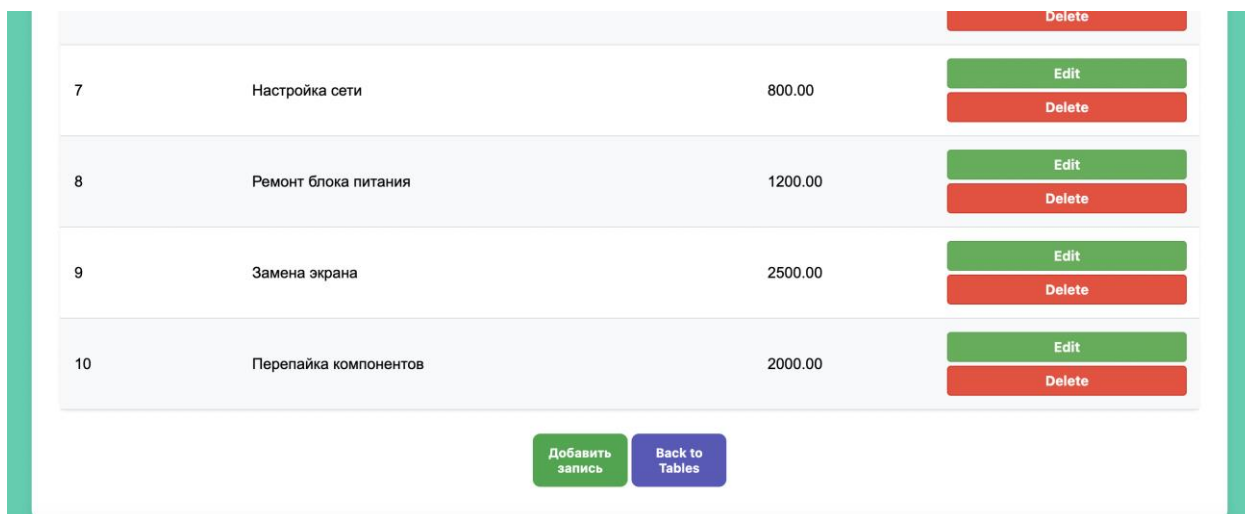 Delete
7 Настройка сети 800.00 Edit
Delete
8 Ремонт блока питания 1200.00 Edit
Delete
9 Замена экрана 2500.00 Edit
Delete
10 Перепайка компонентов 2000.00 Edit
Delete
Добавить запись
Back to Tables